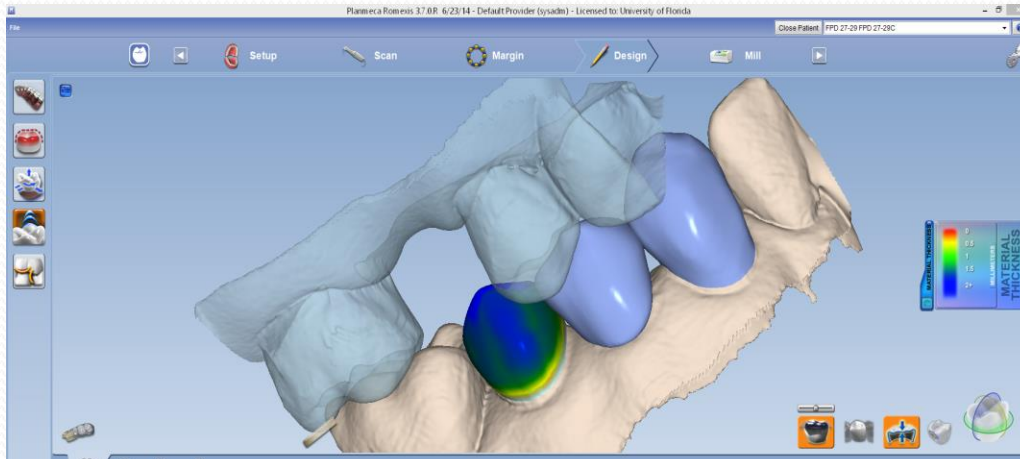 Planmeca Romexis 3.7.0.R 6/23/14 - Default Provider (sysadm) - Licensed to: University of Florida
File
Close Patient FPD 27-29 FPD 27-29C
Setup Scan Margin Design Mill
MATERIAL THICKNESS
0
0.5
1
1.5
2+
MILLIMETERS
MATERIAL
THICKNESS